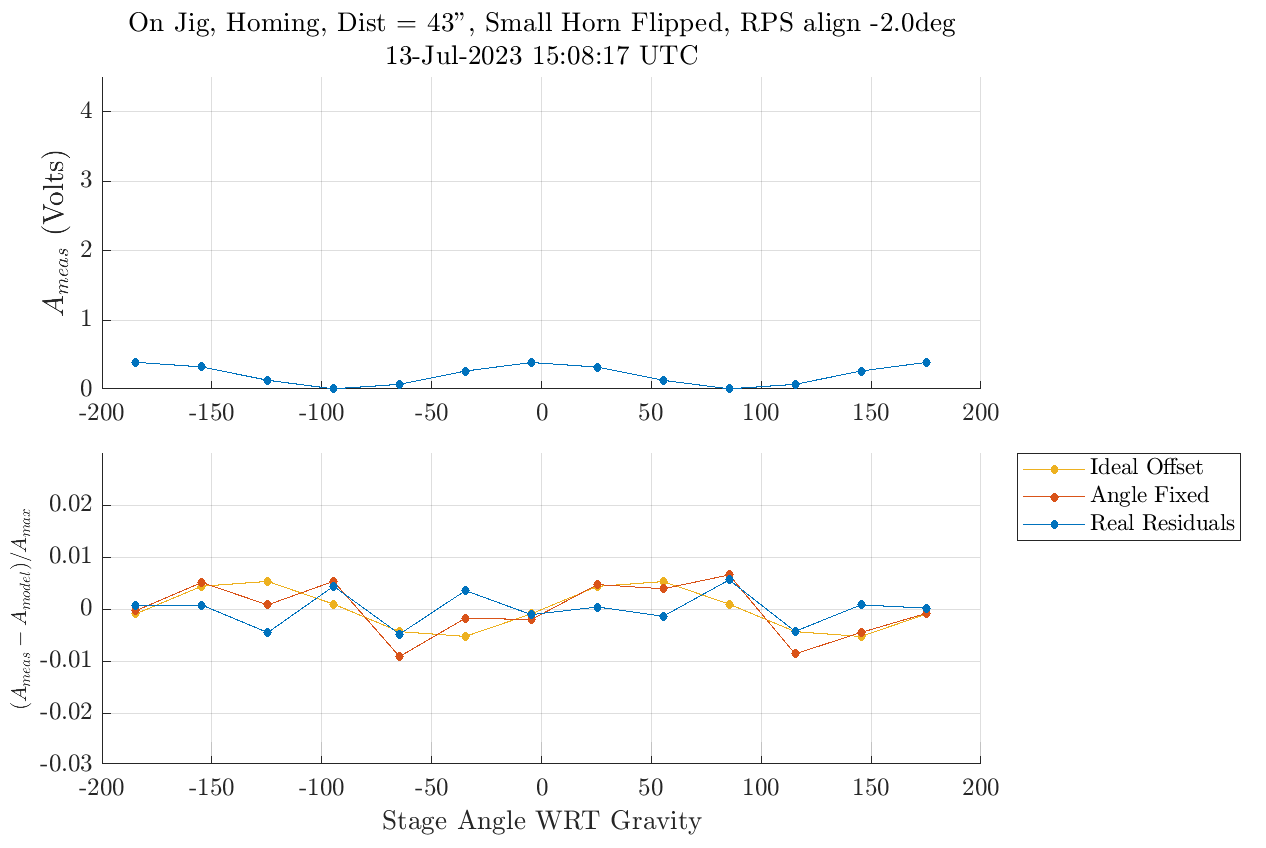 On Jig, Homing, Dist = 43”, Small Horn Flipped, RPS align -2.0deg
13-Jul-2023 15:08:17 UTC
A_meas (Volts)
4
3
2
1
0
-200 -150 -100 -50 0 50 100 150 200
(A_meas − A_model)/A_max
0.02
0.01
0
-0.01
-0.02
-0.03
-200 -150 -100 -50 0 50 100 150 200
Stage Angle WRT Gravity
Ideal Offset
Angle Fixed
Real Residuals